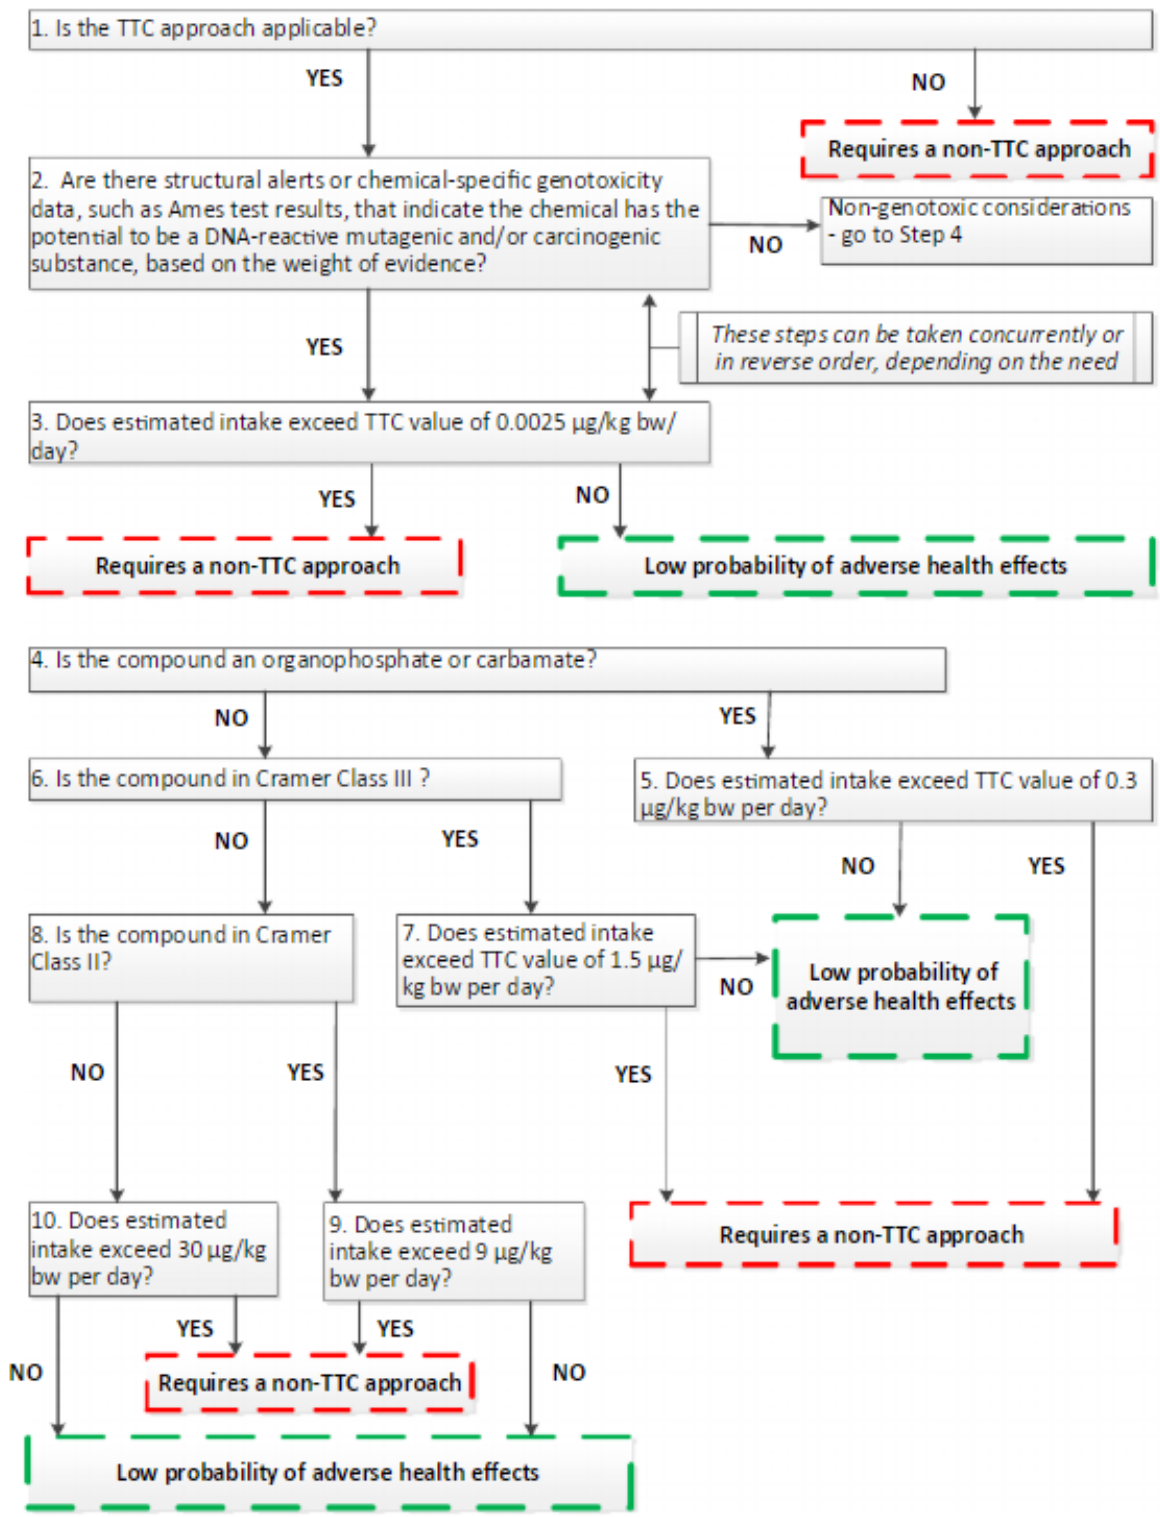 1. Is the TTC approach applicable?
YES
NO
Requires a non-TTC approach
2. Are there structural alerts or chemical-specific genotoxicity
data, such as Ames test results, that indicate the chemical has the
potential to be a DNA-reactive mutagenic and/or carcinogenic
substance, based on the weight of evidence?
NO
Non-genotoxic considerations
- go to Step 4
YES
These steps can be taken concurrently or
in reverse order, depending on the need
3. Does estimated intake exceed TTC value of 0.0025 µg/kg bw/
day?
YES
NO
Requires a non-TTC approach
Low probability of adverse health effects
4. Is the compound an organophosphate or carbamate?
NO
YES
6. Is the compound in Cramer Class III ?
5. Does estimated intake exceed TTC value of 0.3
µg/kg bw per day?
NO
YES
NO
YES
8. Is the compound in Cramer
Class II?
7. Does estimated intake
exceed TTC value of 1.5 µg/
kg bw per day?
NO
Low probability of
adverse health effects
NO
YES
YES
10. Does estimated
intake exceed 30 µg/kg
bw per day?
9. Does estimated
intake exceed 9 µg/kg
bw per day?
Requires a non-TTC approach
YES
YES
NO
NO
Requires a non-TTC approach
Low probability of adverse health effects